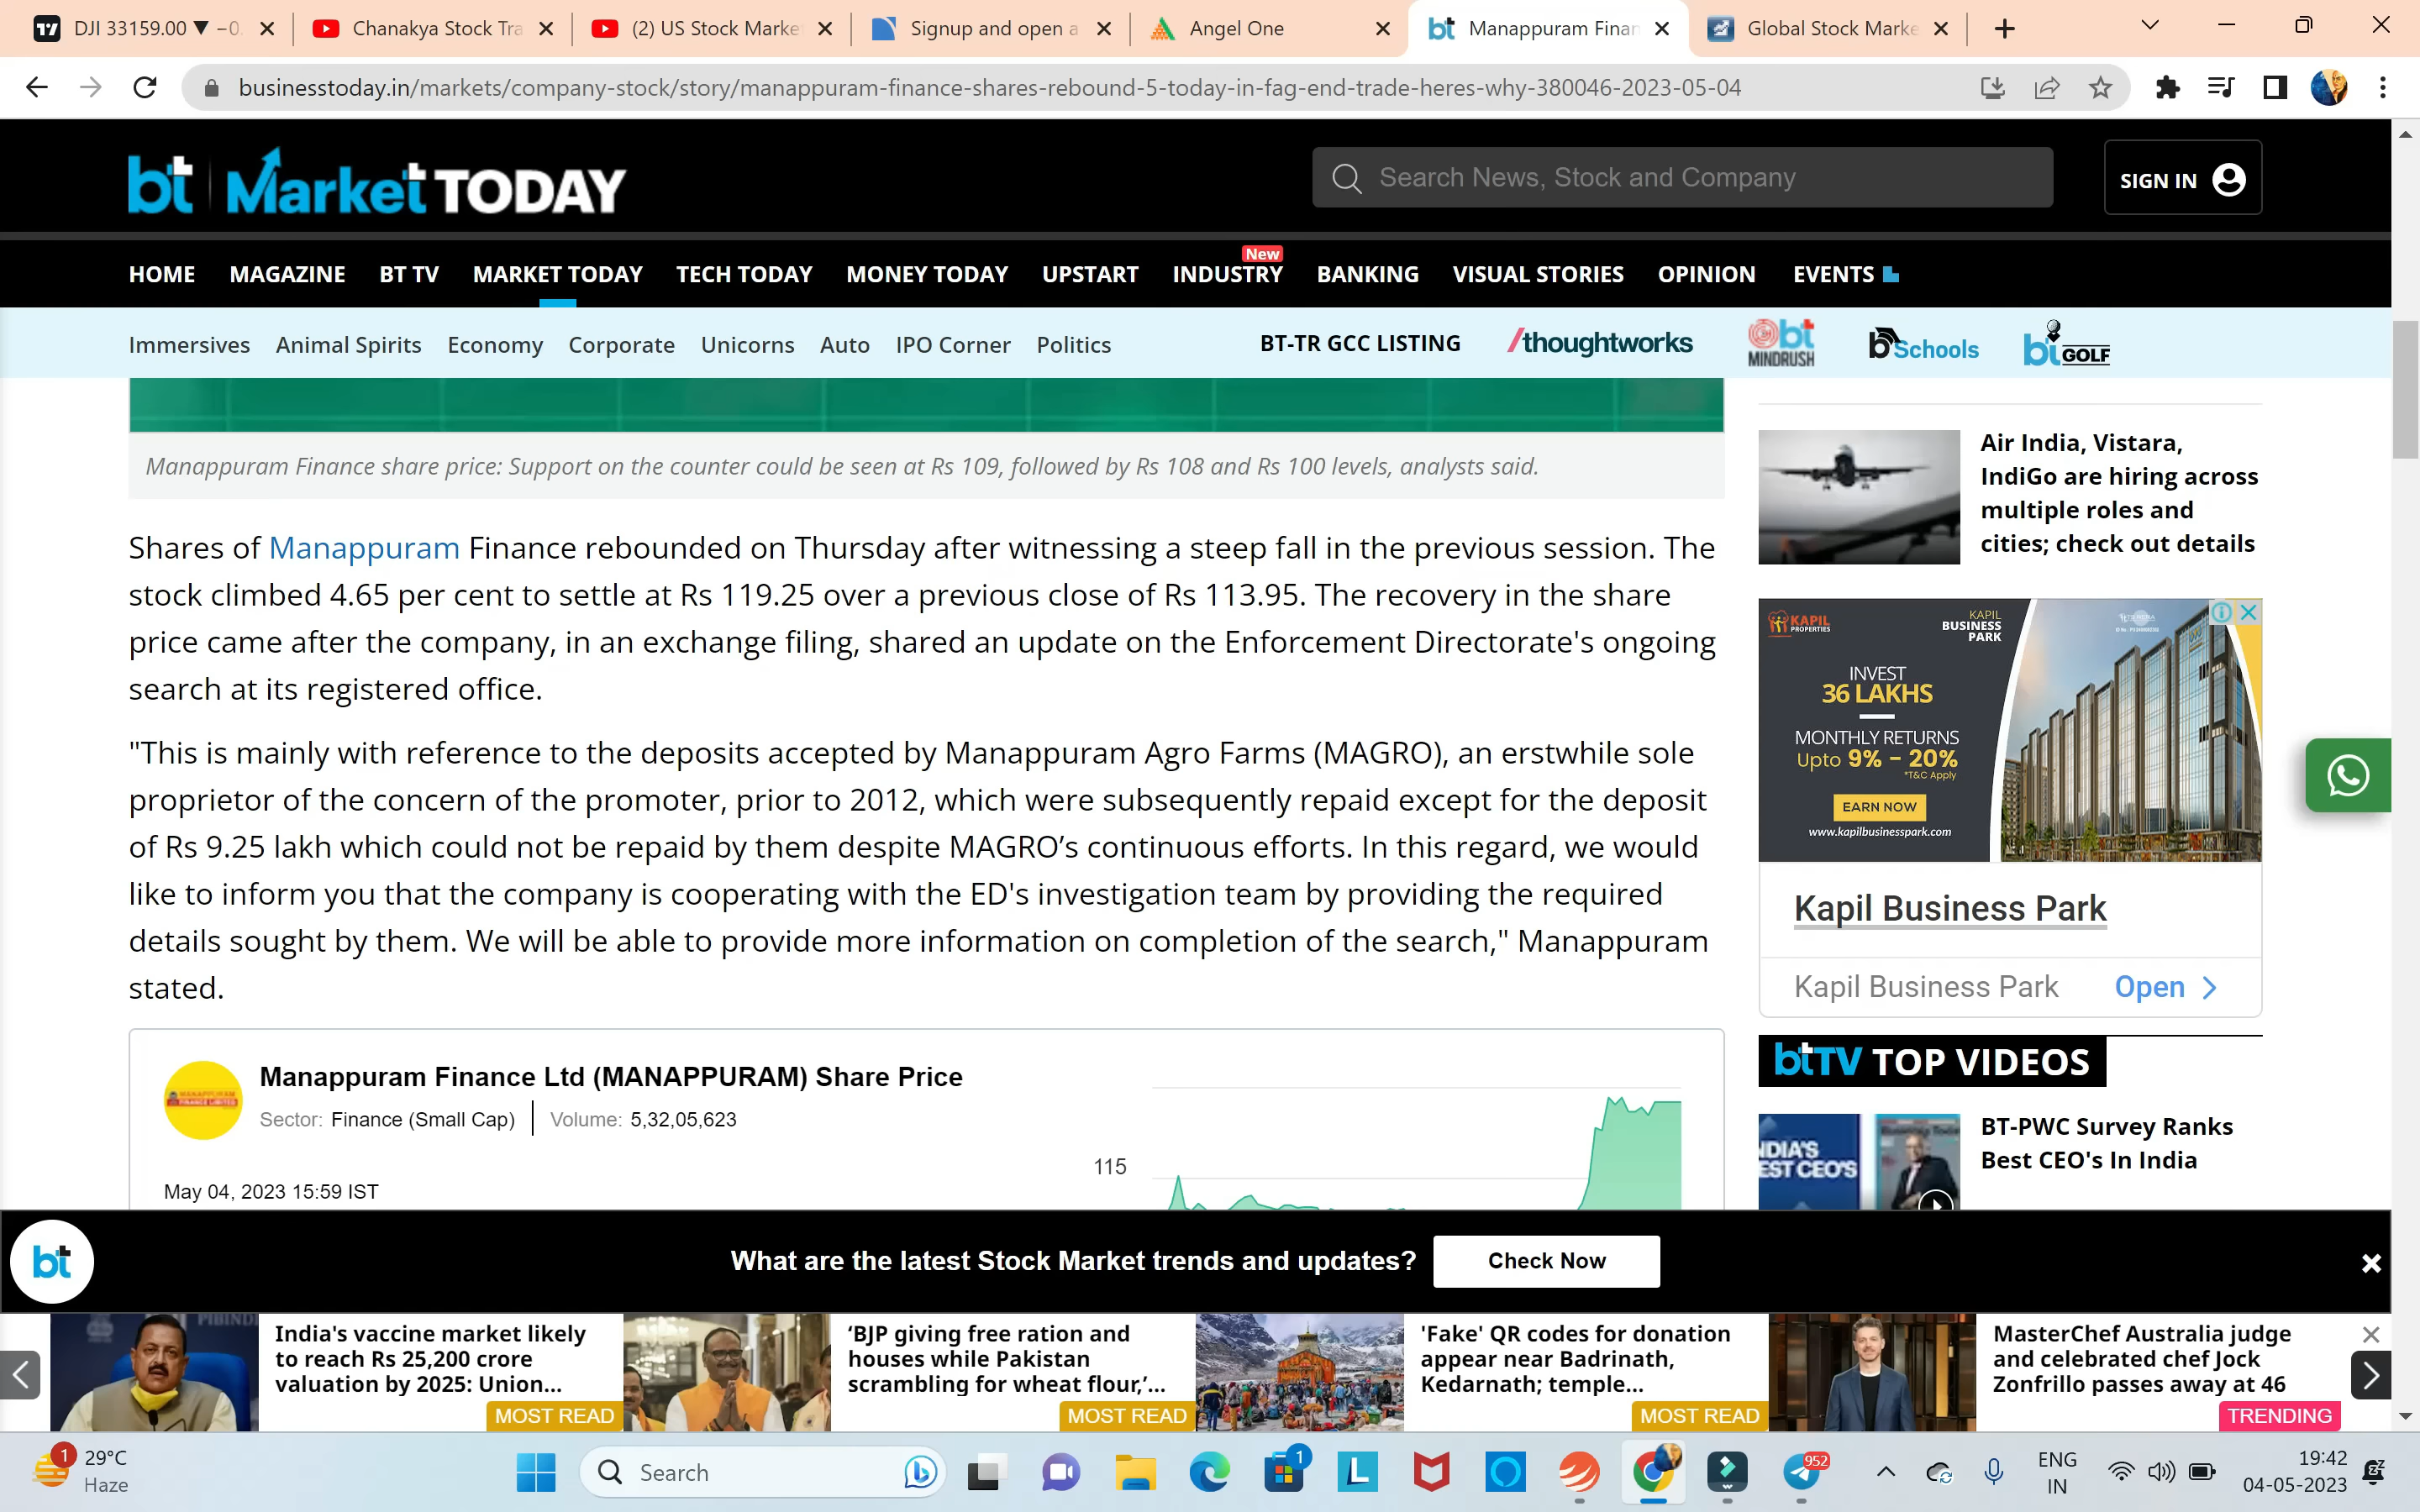 DJI 33159.00 ▼ −0.
Chanakya Stock Tra
(2) US Stock Marke
Signup and open a
Angel One
Manappuram Finan
Global Stock Marke
businesstoday.in/markets/company-stock/story/manappuram-finance-shares-rebound-5-today-in-fag-end-trade-heres-why-380046-2023-05-04
bt Market TODAY
Search News, Stock and Company
SIGN IN
New
HOME MAGAZINE BT TV MARKET TODAY TECH TODAY MONEY TODAY UPSTART INDUSTRY BANKING VISUAL STORIES OPINION EVENTS
Immersives Animal Spirits Economy Corporate Unicorns Auto IPO Corner Politics
BT-TR GCC LISTING
/thoughtworks
bt MINDRUSH
b Schools
bt GOLF
Manappuram Finance share price: Support on the counter could be seen at Rs 109, followed by Rs 108 and Rs 100 levels, analysts said.
Shares of Manappuram Finance rebounded on Thursday after witnessing a steep fall in the previous session. The
stock climbed 4.65 per cent to settle at Rs 119.25 over a previous close of Rs 113.95. The recovery in the share
price came after the company, in an exchange filing, shared an update on the Enforcement Directorate's ongoing
search at its registered office.
"This is mainly with reference to the deposits accepted by Manappuram Agro Farms (MAGRO), an erstwhile sole
proprietor of the concern of the promoter, prior to 2012, which were subsequently repaid except for the deposit
of Rs 9.25 lakh which could not be repaid by them despite MAGRO’s continuous efforts. In this regard, we would
like to inform you that the company is cooperating with the ED's investigation team by providing the required
details sought by them. We will be able to provide more information on completion of the search," Manappuram
stated.
MANAPPURAM
FINANCE LIMITED
Manappuram Finance Ltd (MANAPPURAM) Share Price
Sector: Finance (Small Cap)
Volume: 5,32,05,623
115
May 04, 2023 15:59 IST
Air India, Vistara,
IndiGo are hiring across
multiple roles and
cities; check out details
KAPIL
PROPERTIES
KAPIL
BUSINESS
PARK
INVEST
36 LAKHS
MONTHLY RETURNS
Upto 9% - 20%
*T&C Apply
EARN NOW
www.kapilbusinesspark.com
Kapil Business Park
Kapil Business Park
Open
btTV TOP VIDEOS
NDIA'S
EST CEO'S
BT-PWC Survey Ranks
Best CEO's In India
bt
What are the latest Stock Market trends and updates?
Check Now
PIBIND
India's vaccine market likely
to reach Rs 25,200 crore
valuation by 2025: Union...
MOST READ
‘BJP giving free ration and
houses while Pakistan
scrambling for wheat flour,’...
MOST READ
'Fake' QR codes for donation
appear near Badrinath,
Kedarnath; temple...
MOST READ
MasterChef Australia judge
and celebrated chef Jock
Zonfrillo passes away at 46
TRENDING
1
29°C
Haze
Search
1
L
952
ENG
IN
19:42
04-05-2023